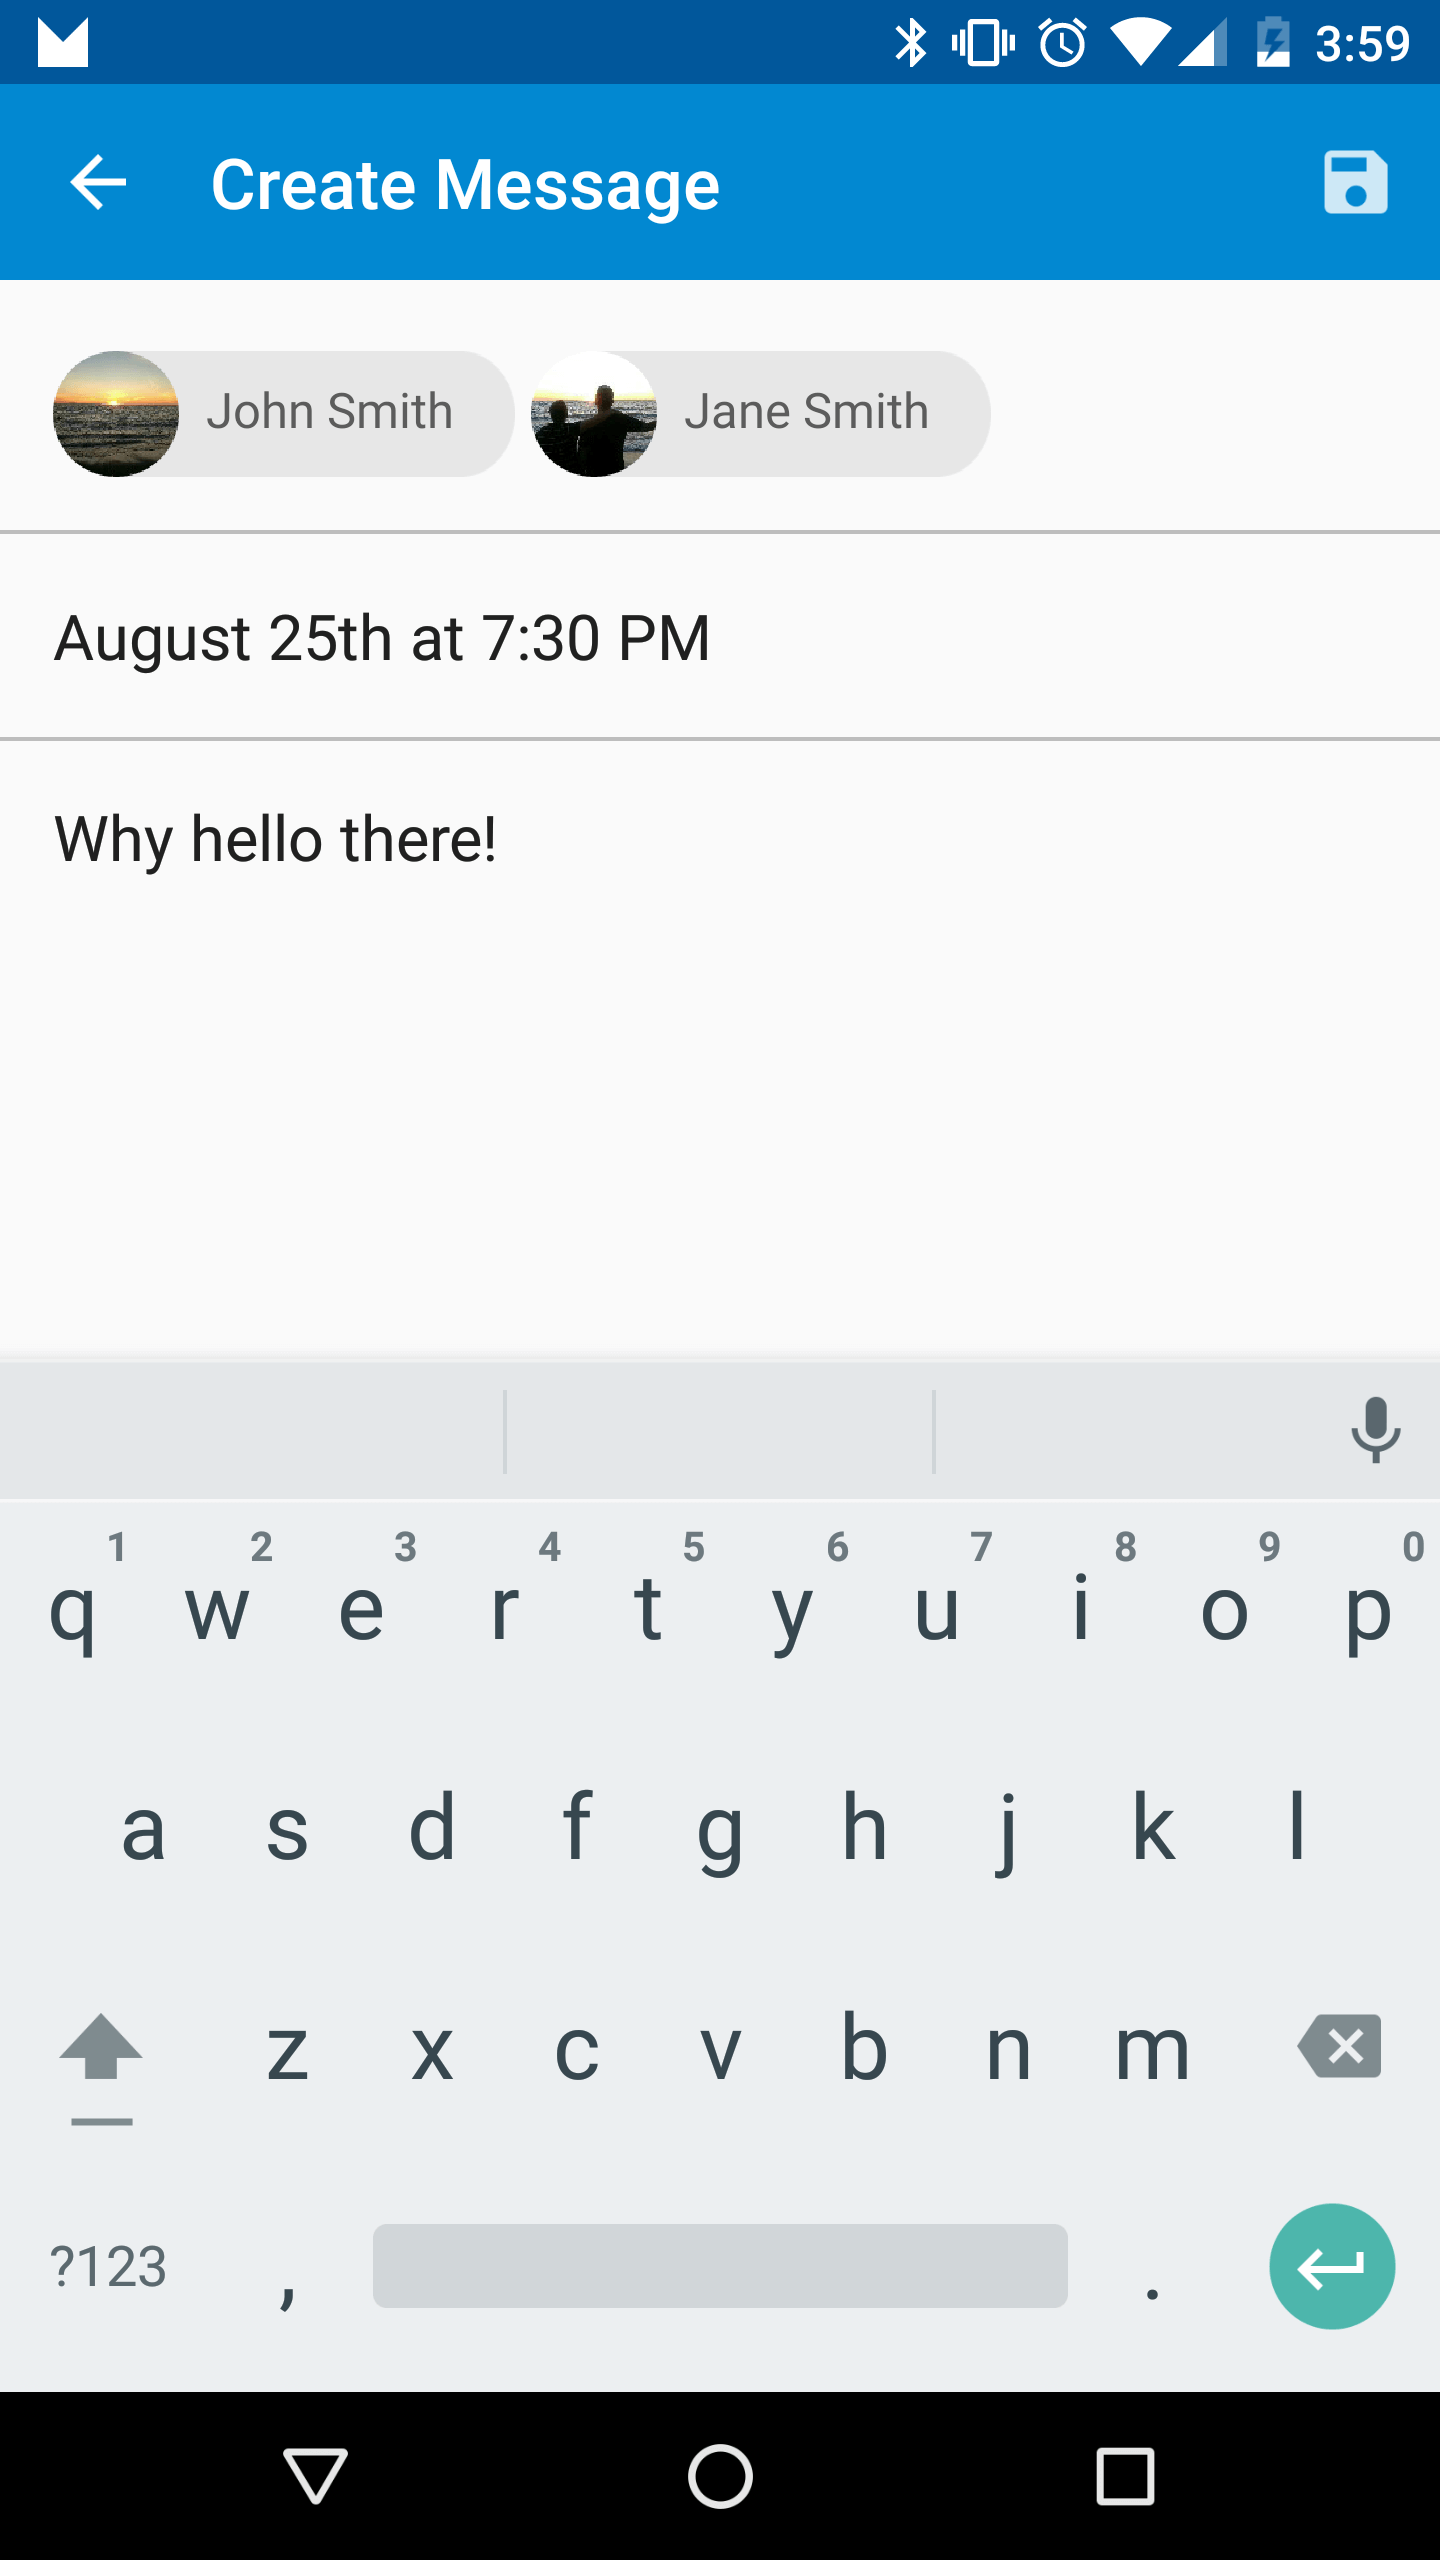 3:59
Create Message
John Smith Jane Smith
August 25th at 7:30 PM
Why hello there!
1 2 3 4 5 6 7 8 9 0
q w e r t y u i o p
a s d f g h j k l
z x c v b n m
?123 , .